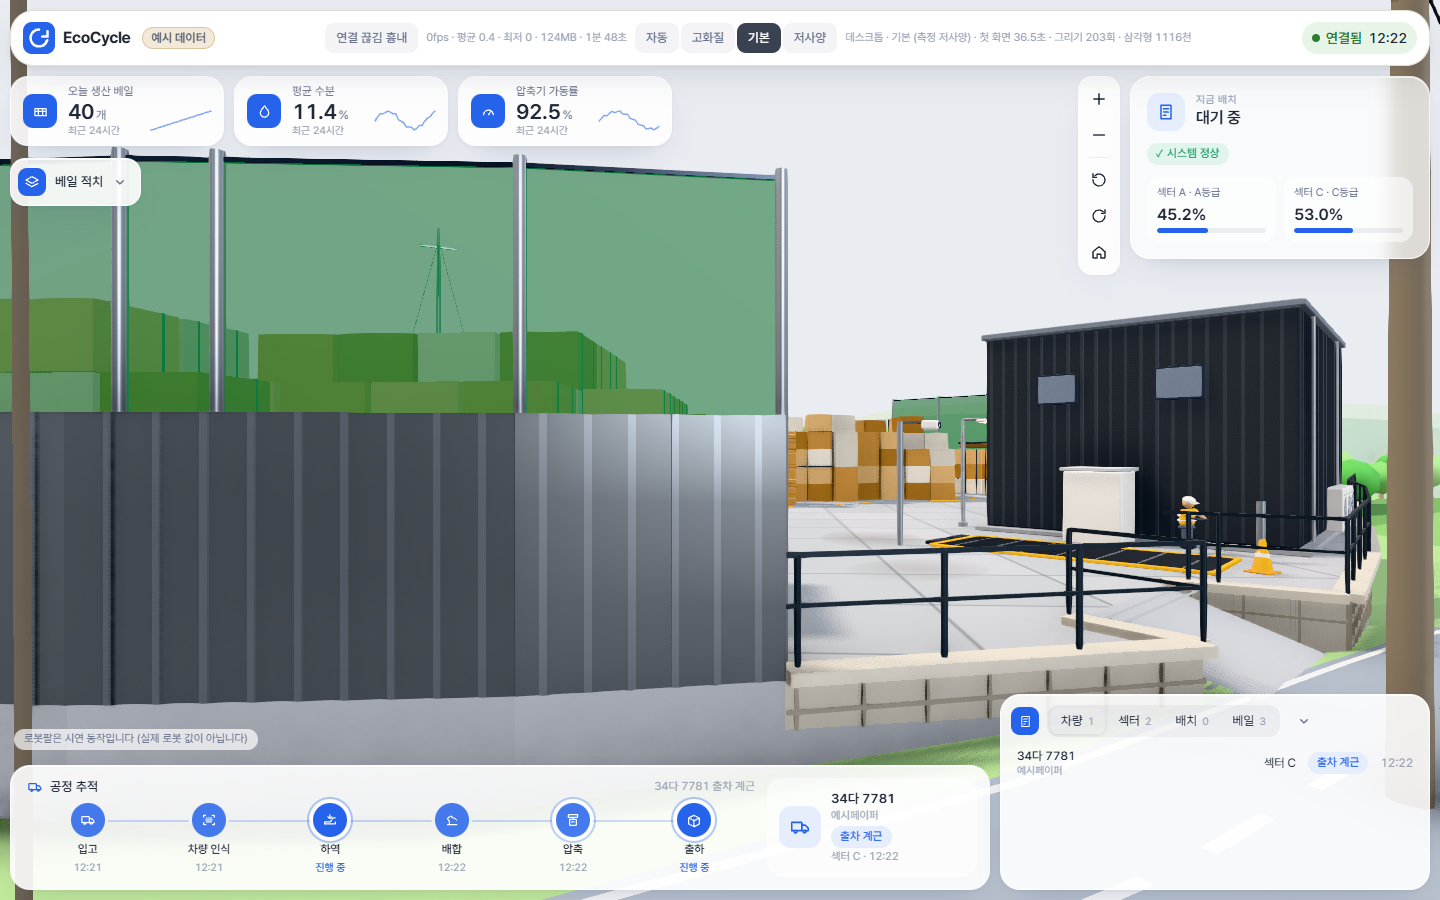 EcoCycle
예시 데이터
연결 끊김 흉내
0fps · 평균 0.4 · 최저 0 · 124MB · 1분 48초
자동
고화질
기본
저사양
데스크톱 · 기본 (측정 저사양) · 첫 화면 36.5초 · 그리기 203회 · 삼각형 1116천
연결됨 12:22
오늘 생산 베일
40개
최근 24시간
평균 수분
11.4%
최근 24시간
압축기 가동률
92.5%
최근 24시간
지금 배치
대기 중
✓ 시스템 정상
섹터 A · A등급
45.2%
섹터 C · C등급
53.0%
베일 적치
로봇팔은 시연 동작입니다 (실제 로봇 값이 아닙니다)
공정 추적
34다 7781 출차 계근
입고
12:21
차량 인식
12:21
하역
진행 중
배합
12:22
압축
12:22
출하
진행 중
34다 7781
예시페이퍼
출차 계근
섹터 C · 12:22
차량 1
섹터 2
배치 0
베일 3
34다 7781
예시페이퍼
섹터 C
출차 계근
12:22